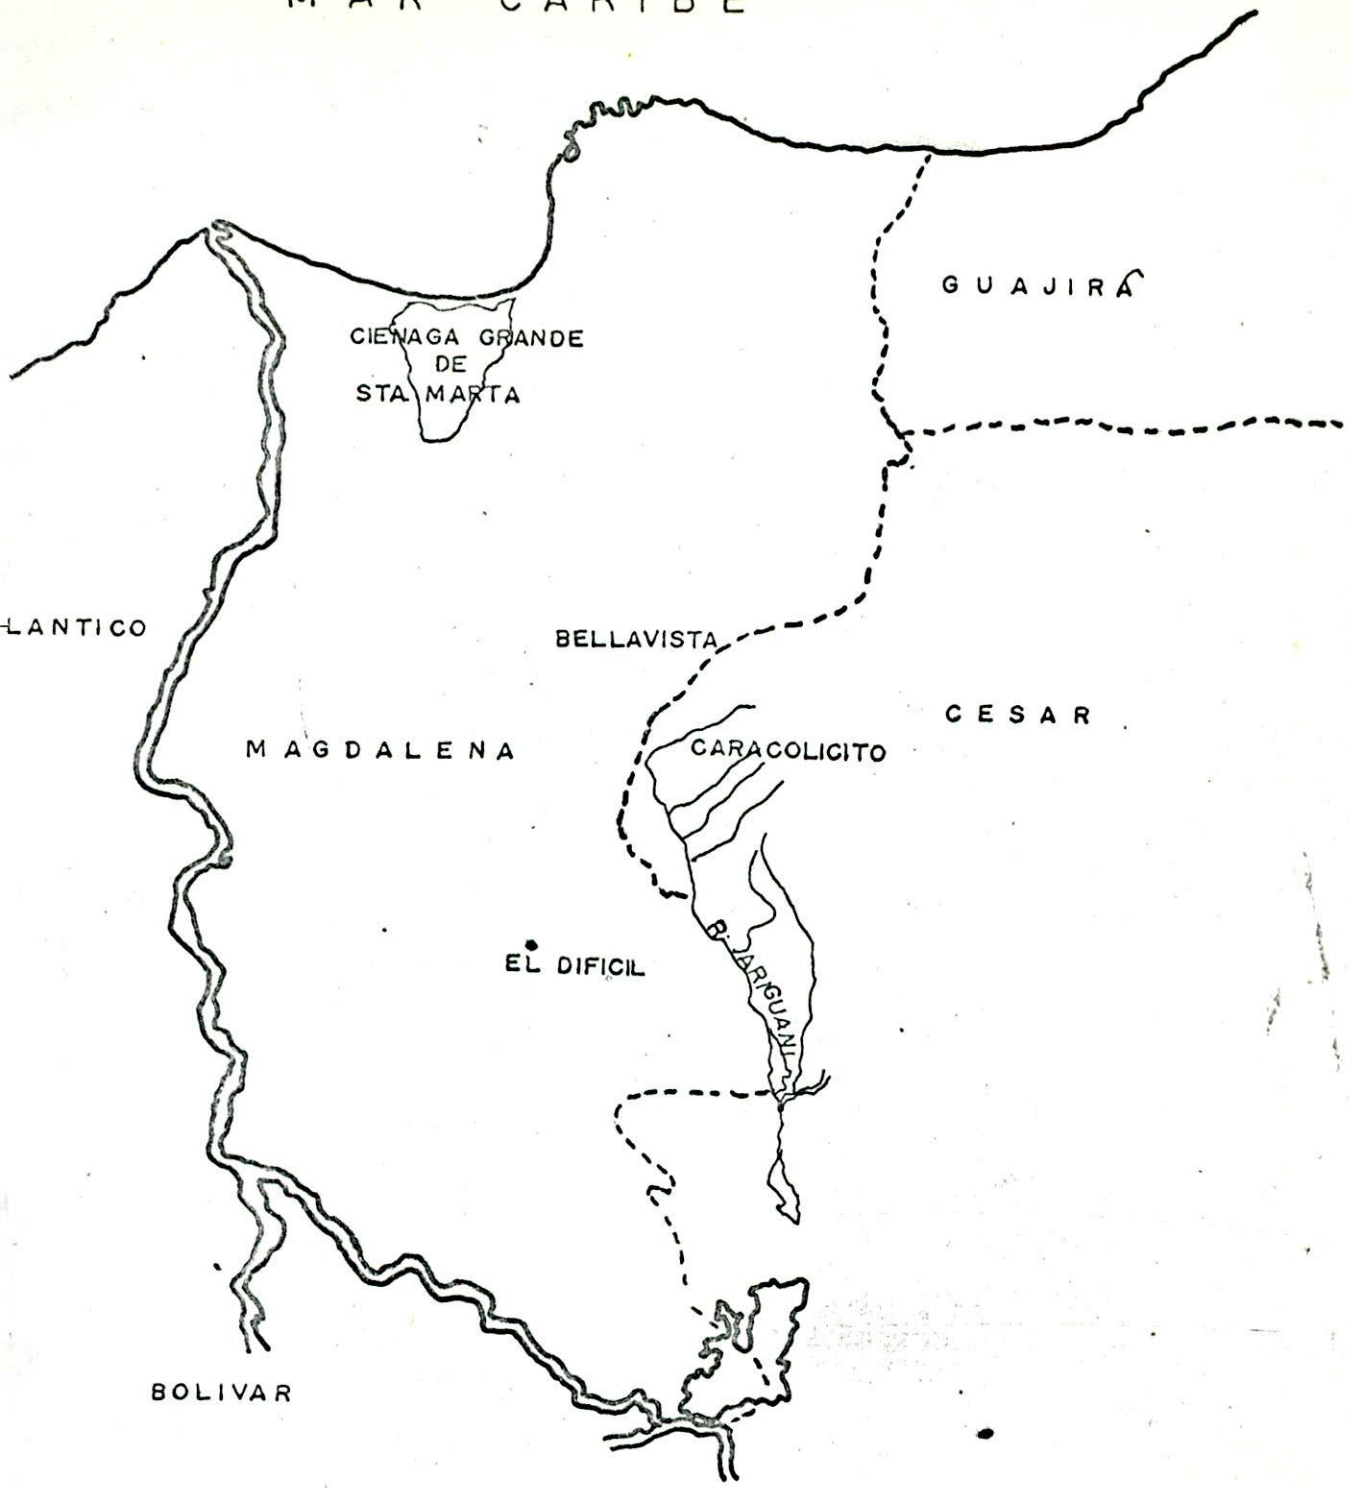 MAR CARIBE
GUAJIRA
CIENAGA GRANDE
DE
STA. MARTA
LANTICO
BELLAVISTA
CESAR
MAGDALENA
CARACOLICITO
EL DIFICIL
R. ARIGUANI
BOLIVAR